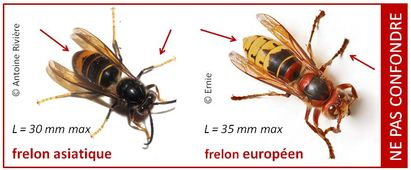 © Antoine Rivière
L = 30 mm max
frelon asiatique
© Ernie
L = 35 mm max
frelon européen
NE PAS CONFONDRE